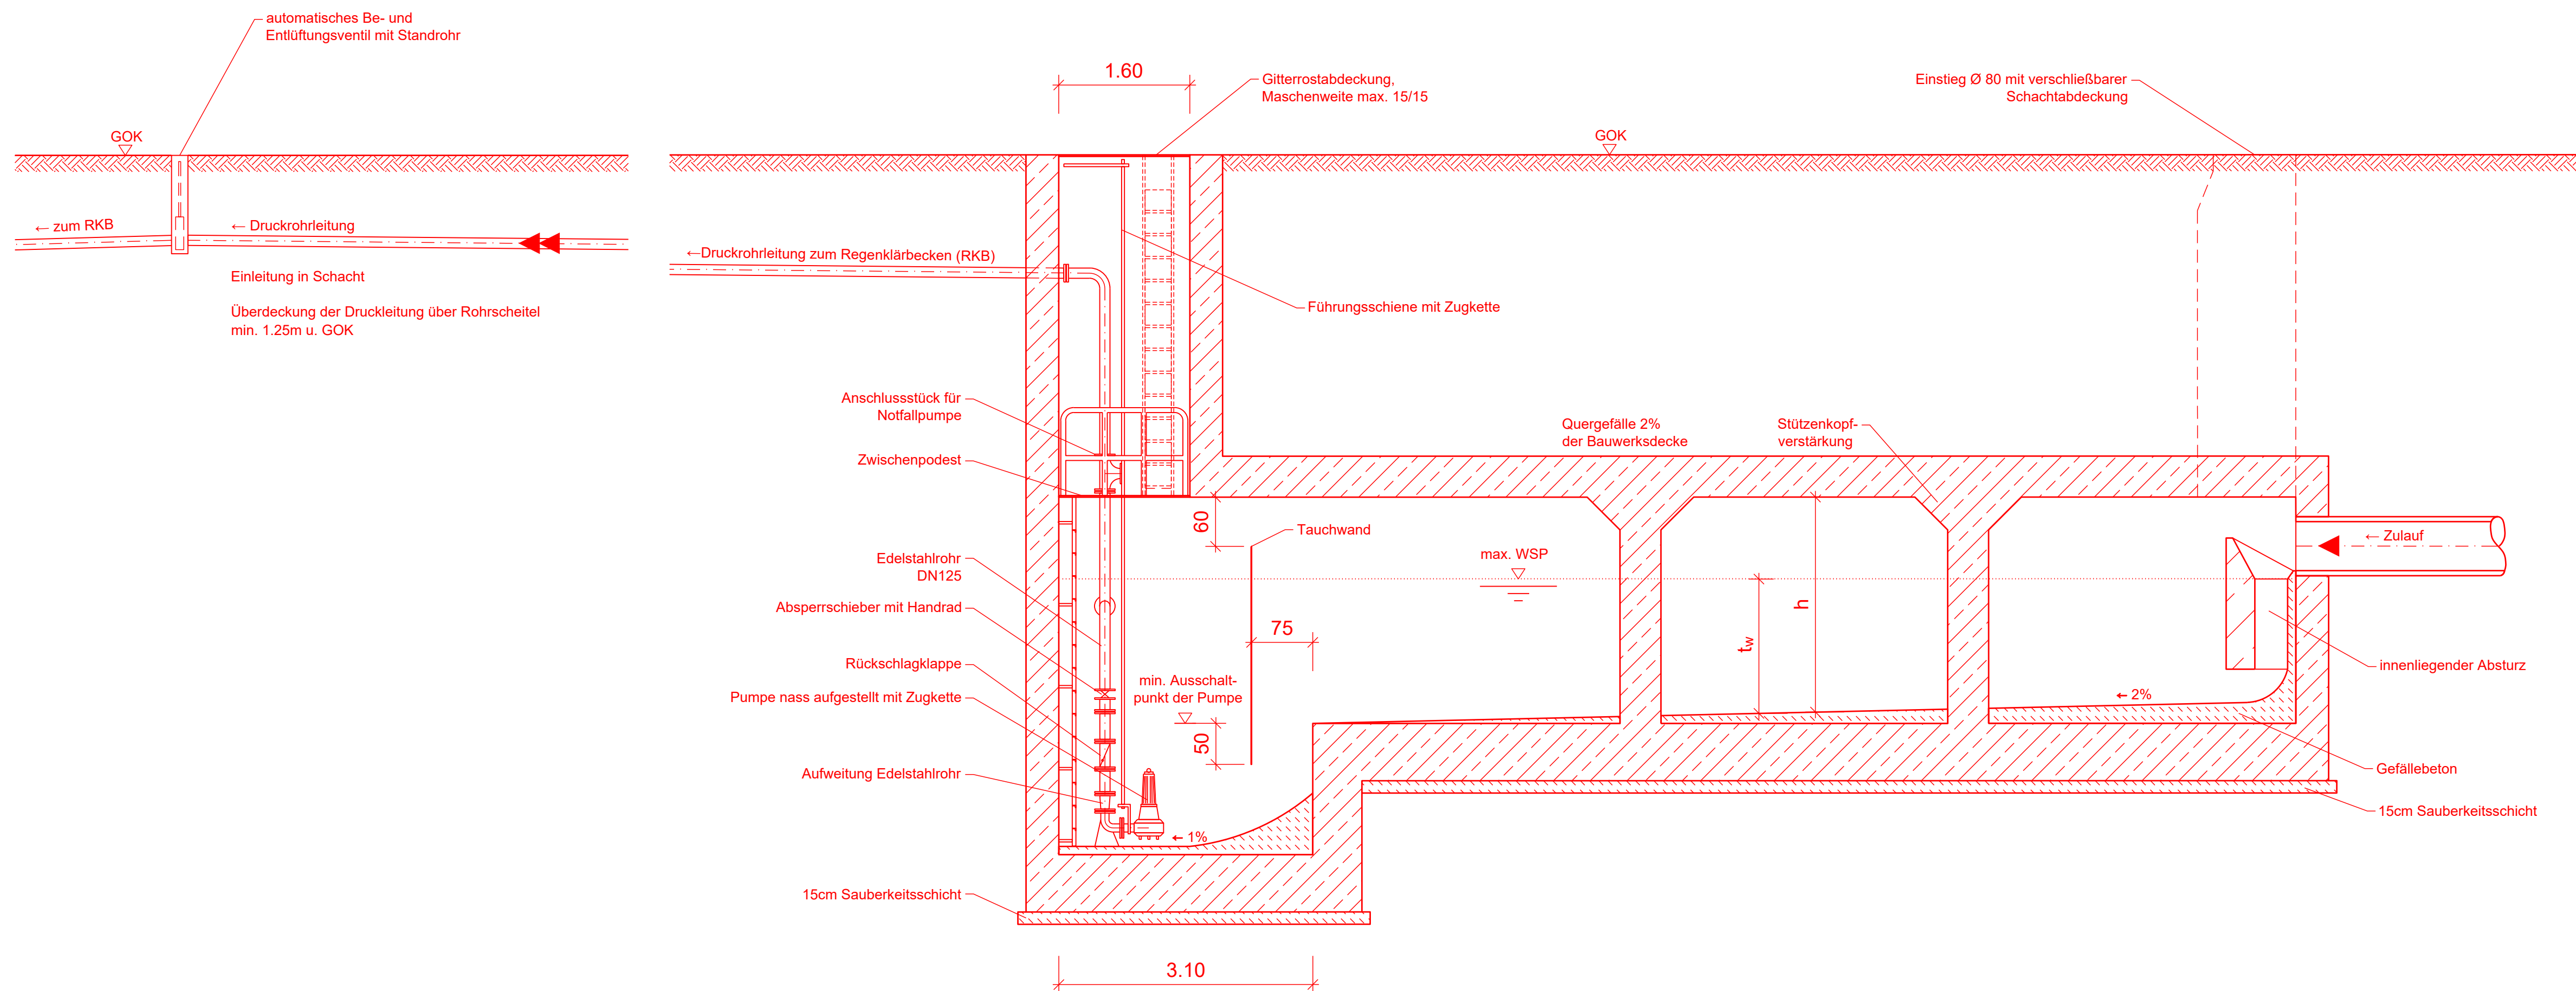 automatisches Be- und
Entlüftungsventil mit Standrohr
1.60
Gitterrostabdeckung,
Maschenweite max. 15/15
Einstieg Ø 80 mit verschließbarer
Schachtabdeckung
GOK
GOK
← zum RKB
← Druckrohrleitung
←Druckrohrleitung zum Regenklärbecken (RKB)
Einleitung in Schacht
Überdeckung der Druckleitung über Rohrscheitel
min. 1.25m u. GOK
Führungsschiene mit Zugkette
Anschlussstück für
Notfallpumpe
Zwischenpodest
Quergefälle 2%
der Bauwerksdecke
Stützenkopf-
verstärkung
60
Tauchwand
max. WSP
← Zulauf
Edelstahlrohr
DN125
Absperrschieber mit Handrad
h
75
tw
Rückschlagklappe
Pumpe nass aufgestellt mit Zugkette
min. Ausschalt-
punkt der Pumpe
innenliegender Absturz
← 2%
50
Aufweitung Edelstahlrohr
Gefällebeton
15cm Sauberkeitsschicht
← 1%
15cm Sauberkeitsschicht
3.10